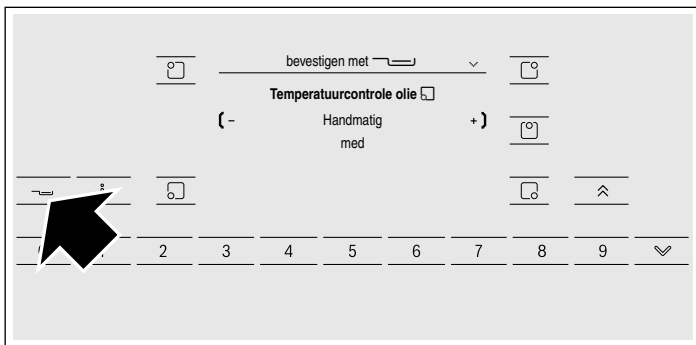 bevestigen met
Temperatuurcontrole olie
− Handmatig +
med
2 3 4 5 6 7 8 9